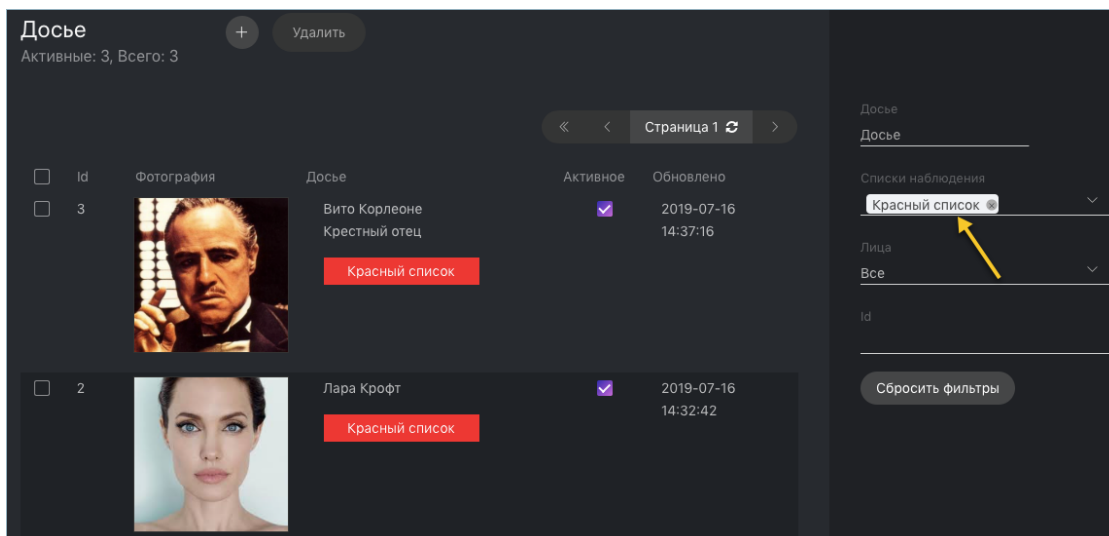 Досье
+
Удалить
Активные: 3, Всего: 3
« < Страница 1 >
Id Фотография Досье Активное Обновлено
3 Вито Корлеоне 2019-07-16
Крестный отец 14:37:16
Красный список
2 Лара Крофт 2019-07-16
14:32:42
Красный список
Досье
Досье
Списки наблюдения
Красный список
Лица
Все
Id
Сбросить фильтры